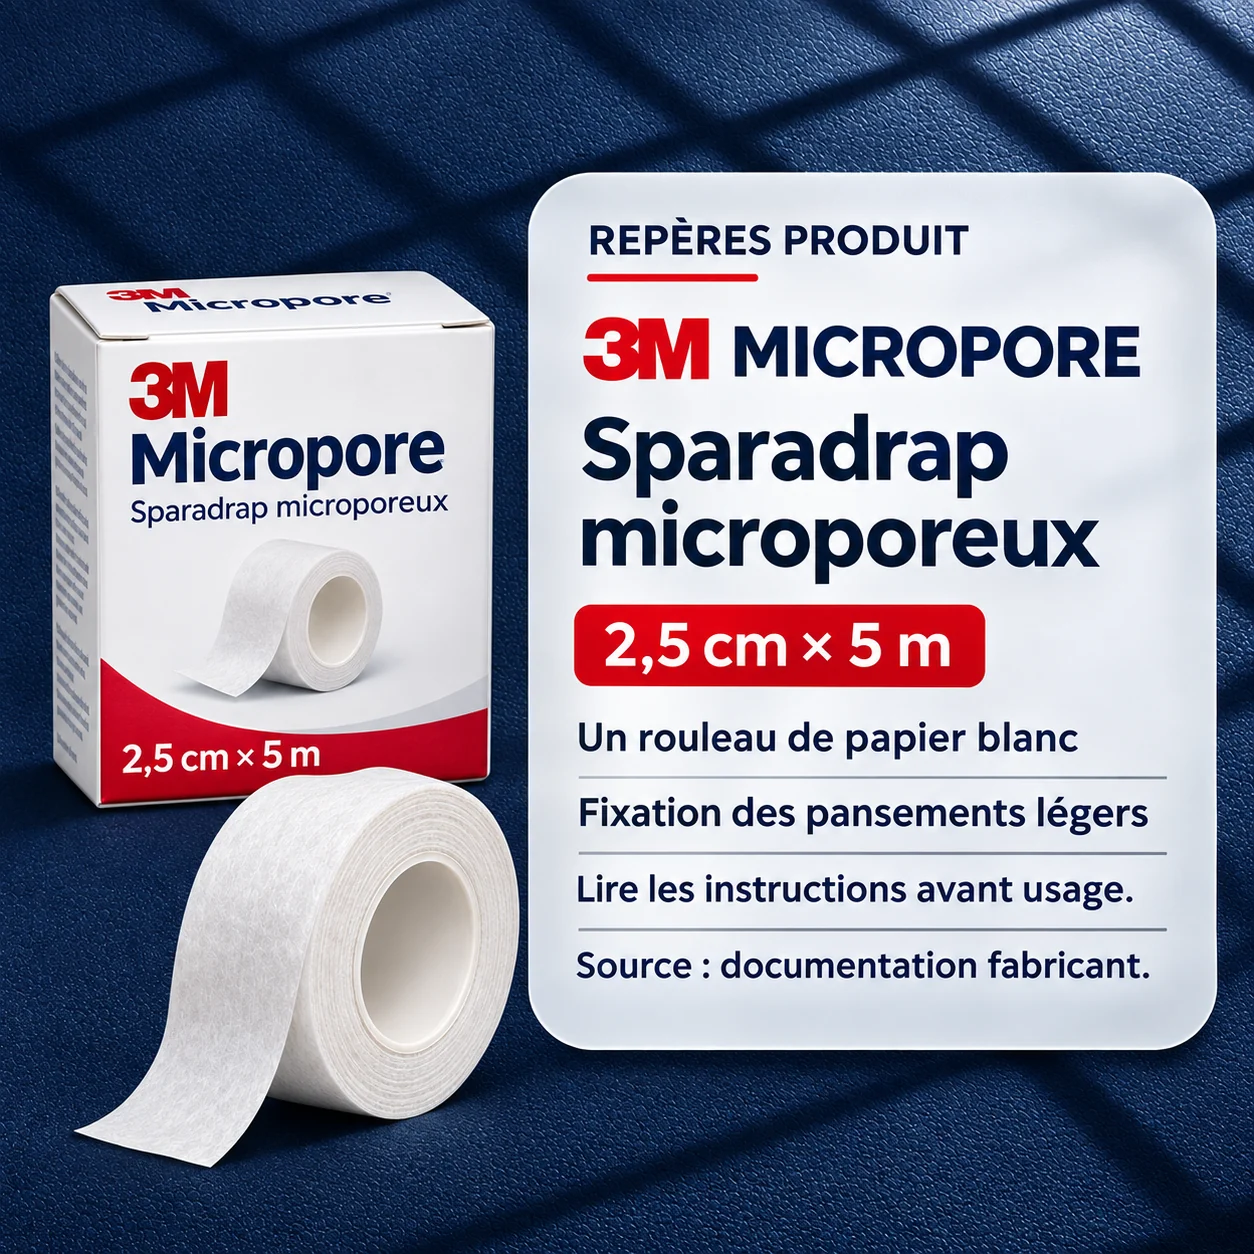 3M
Micropore
3M
Micropore
Sparadrap microporeux
2,5 cm × 5 m
REPÈRES PRODUIT
3M MICROPORE
Sparadrap
microporeux
2,5 cm × 5 m
Un rouleau de papier blanc
Fixation des pansements légers
Lire les instructions avant usage.
Source : documentation fabricant.